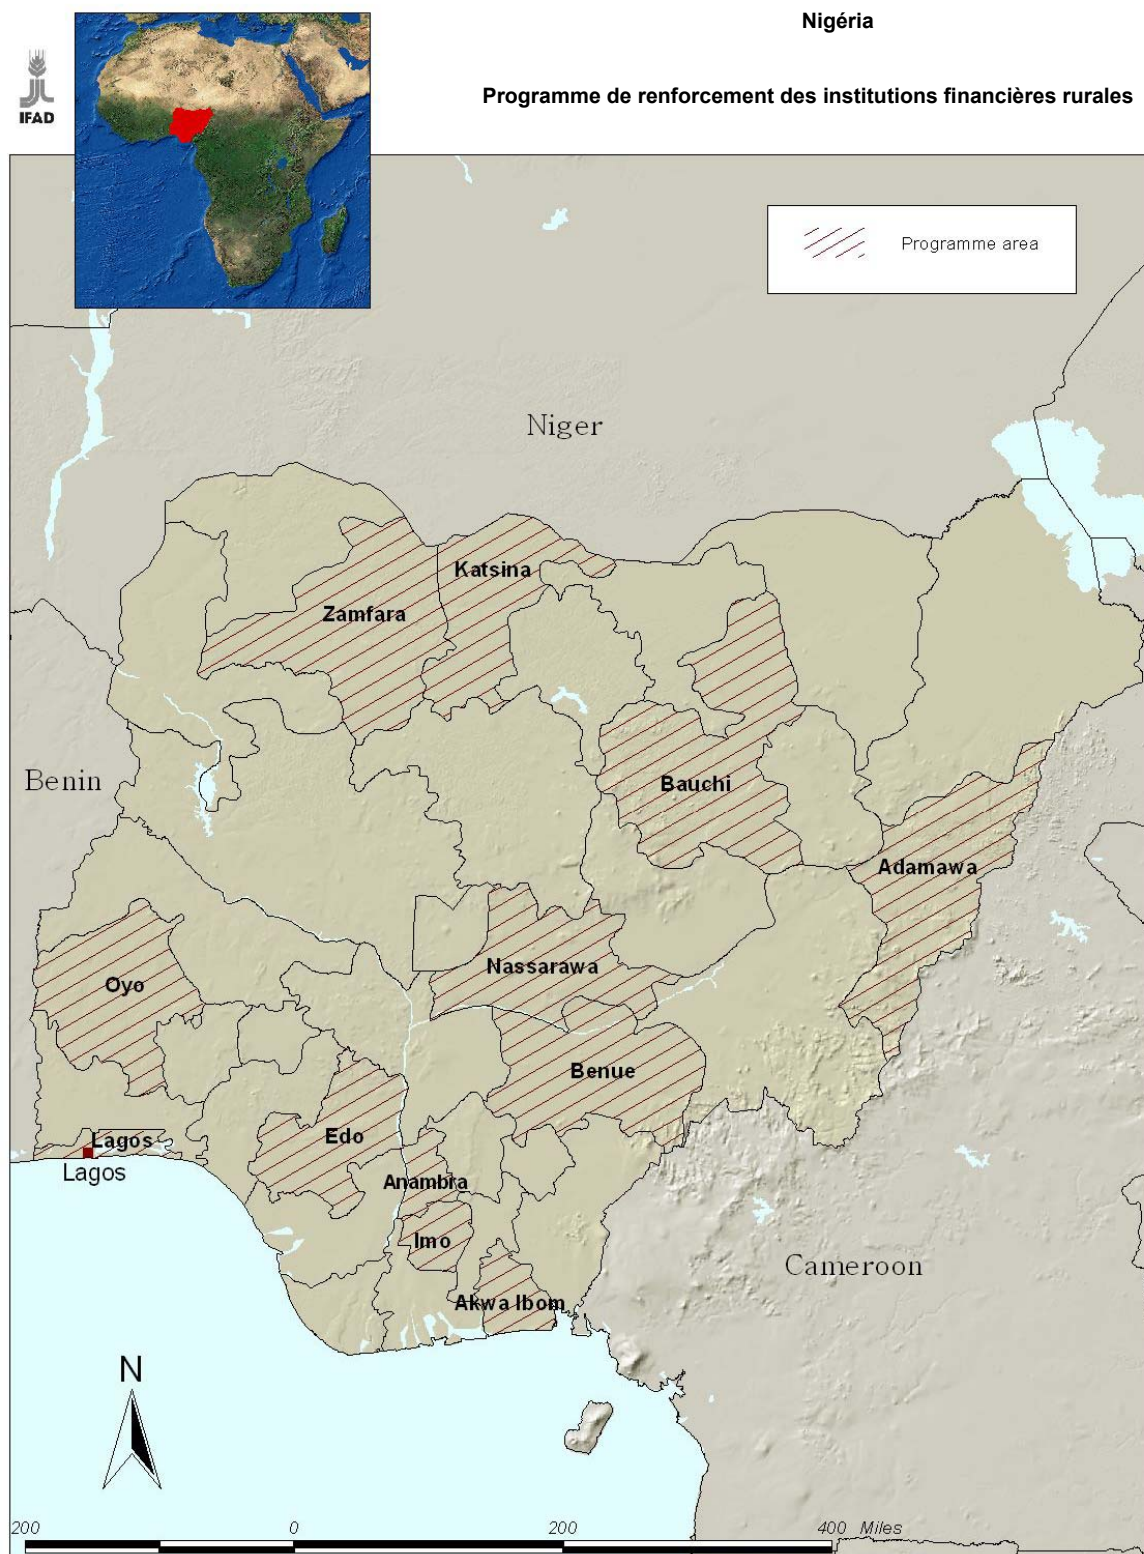 Nigéria
IFAD
Programme de renforcement des institutions financières rurales
Programme area
Niger
Katsina
Zamfara
Benin
Bauchi
Adamawa
Nassarawa
Oyo
Benue
Edo
Lagos
Lagos
Anambra
Imo
Cameroon
Akwa Ibom
N
200 0 200 400 Miles